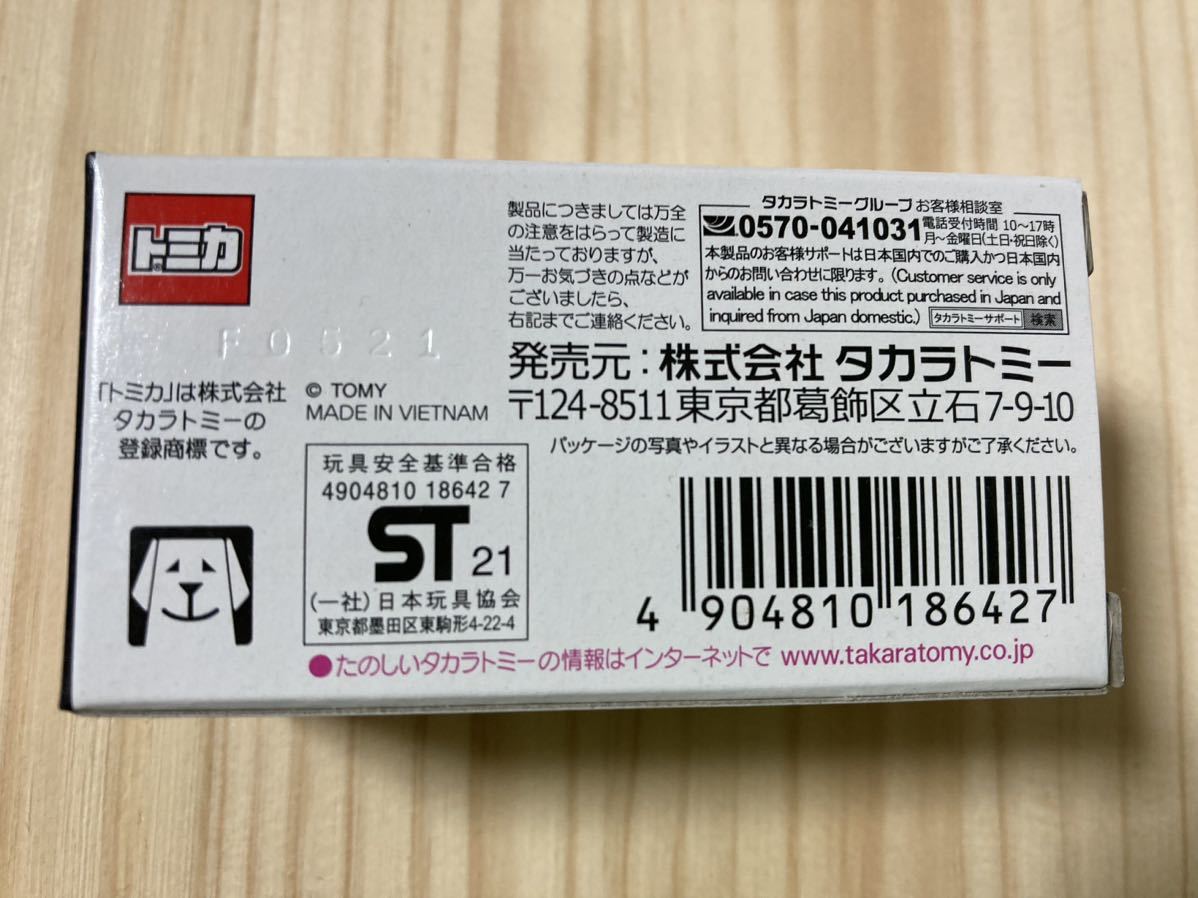 トミカ®
F0521
「トミカ」は株式会社
タカラトミーの
登録商標です。
© TOMY
MADE IN VIETNAM
玩具安全基準合格
4904810 18642 7
ST 21
(一社)日本玩具協会
東京都墨田区東駒形4-22-4
製品につきましては万全
の注意をはらって製造に
当たっておりますが、
万一お気づきの点などが
ございましたら、
右記までご連絡ください。
タカラトミーグループ お客様相談室
0570-041031 電話受付時間 10〜17時
月〜金曜日(土日・祝日除く)
本製品のお客様サポートは日本国内でのご購入かつ日本国内
からのお問い合わせに限ります。(Customer service is only
available in case this product purchased in Japan and
inquired from Japan domestic.) タカラトミーサポート 検索
発売元：株式会社 タカラトミー
〒124-8511 東京都葛飾区立石7-9-10
パッケージの写真やイラストと異なる場合がございますがご了承ください。
4 904810 186427
●たのしいタカラトミーの情報はインターネットで www.takaratomy.co.jp